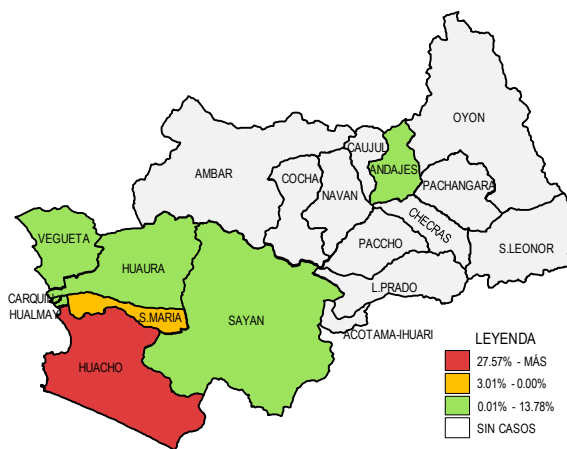 OYON
CAUJUL
ANDAJES
AMBAR
COCHA
PACHANGARA
NAVAN
CHECRAS
VEGUETA
PACCHO
S.LEONOR
HUAURA
L.PRADO
CARQUIN
HUALMAY
S.MARIA
SAYAN
ACOTAMA-IHUARI
HUACHO
LEYENDA
27.57% - MÁS
3.01% - 0.00%
0.01% - 13.78%
SIN CASOS